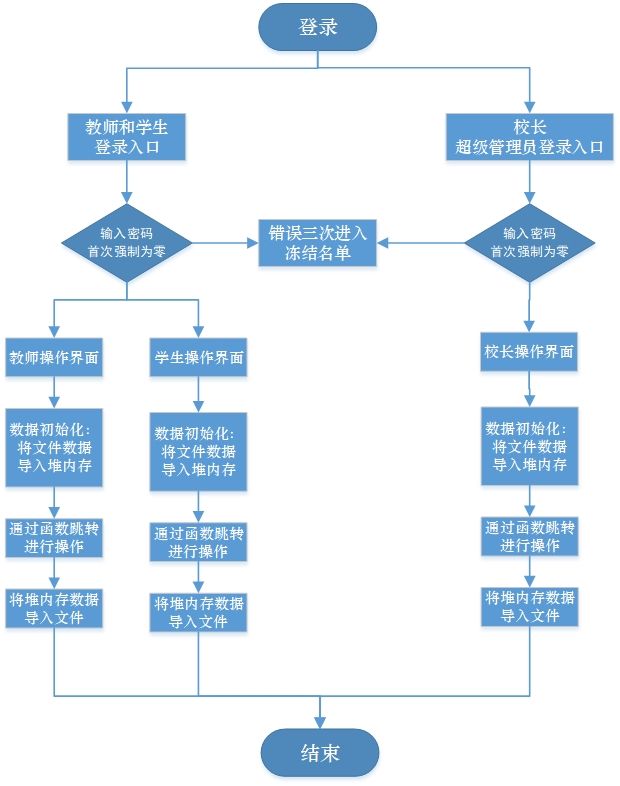 登录
教师和学生
登录入口
校长
超级管理员登录入口
输入密码
首次强制为零
错误三次进入
冻结名单
输入密码
首次强制为零
教师操作界面
学生操作界面
校长操作界面
数据初始化：
将文件数据
导入堆内存
数据初始化：
将文件数据
导入堆内存
数据初始化：
将文件数据
导入堆内存
通过函数跳转
进行操作
通过函数跳转
进行操作
通过函数跳转
进行操作
将堆内存数据
导入文件
将堆内存数据
导入文件
将堆内存数据
导入文件
结束